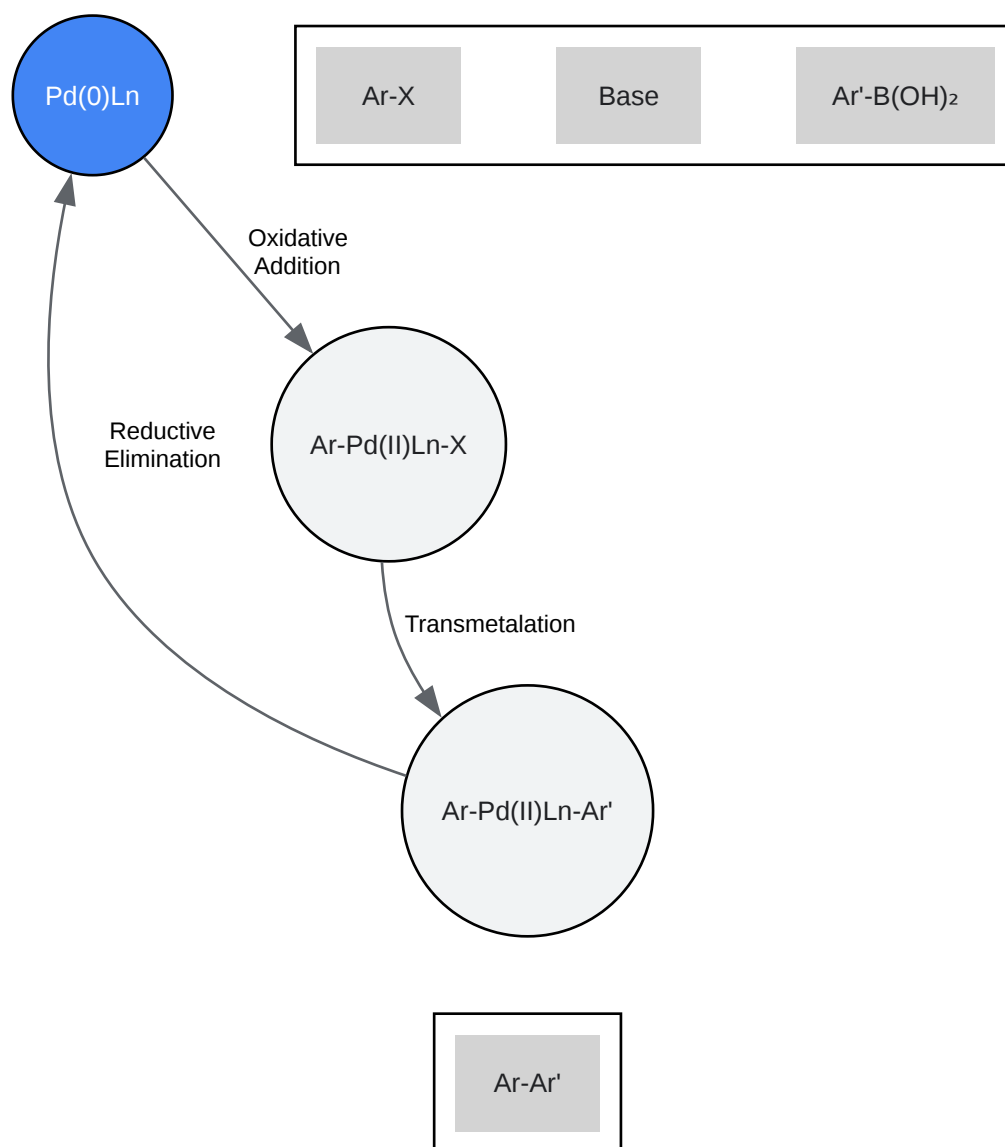 Pd(0)Ln
Ar-X
Base
Ar'-B(OH)₂
Oxidative
Addition
Reductive
Elimination
Ar-Pd(II)Ln-X
Transmetalation
Ar-Pd(II)Ln-Ar'
Ar-Ar'